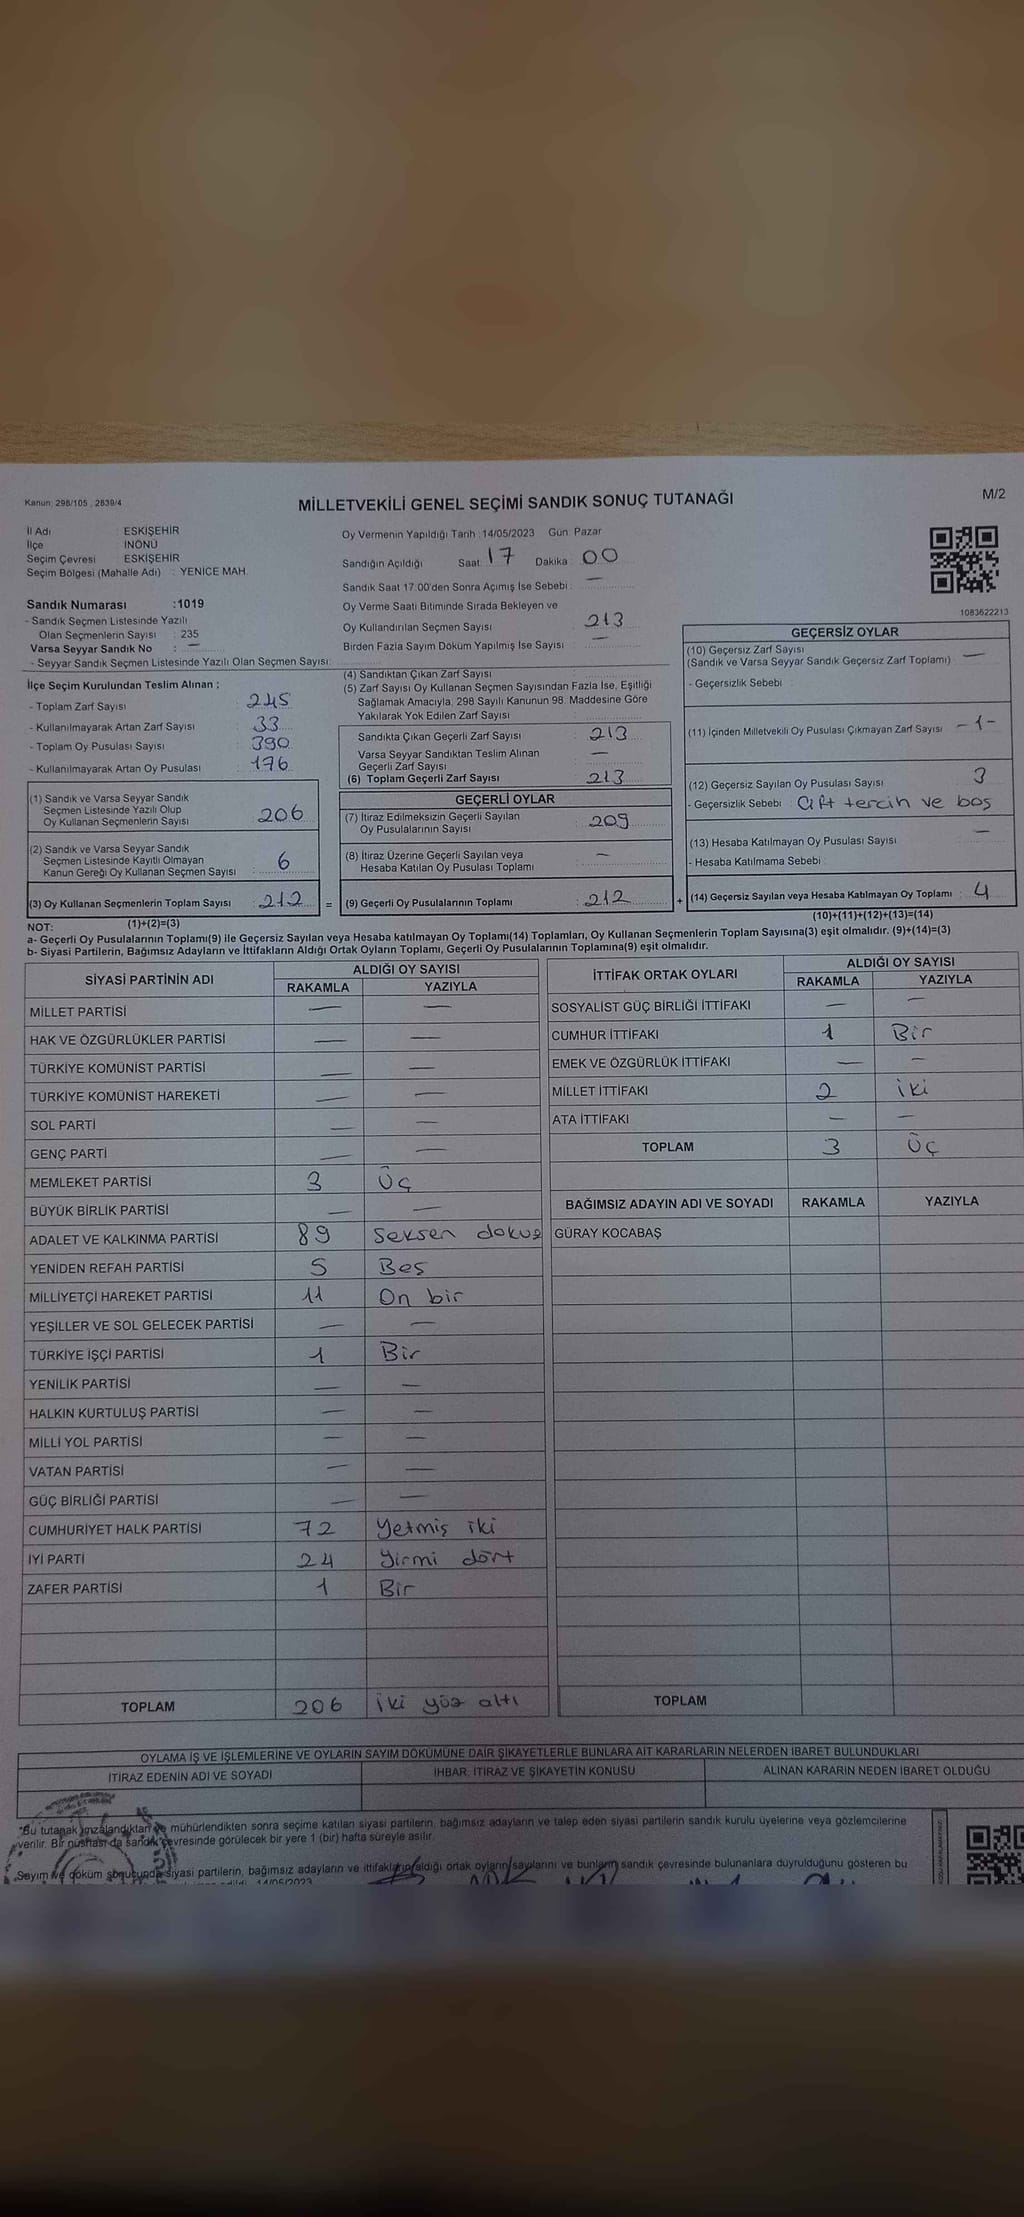 Kanun: 298/105 , 2839/4
MİLLETVEKİLİ GENEL SEÇİMİ SANDIK SONUÇ TUTANAĞI
M/2
İl Adı : ESKİŞEHİR
İlçe : İNÖNÜ
Seçim Çevresi : ESKİŞEHİR
Seçim Bölgesi (Mahalle Adı) : YENİCE MAH.
Sandık Numarası :1019
- Sandık Seçmen Listesinde Yazılı
Olan Seçmenlerin Sayısı : 235
Varsa Seyyar Sandık No : —
- Seyyar Sandık Seçmen Listesinde Yazılı Olan Seçmen Sayısı:
Oy Vermenin Yapıldığı Tarih :14/05/2023 Gün: Pazar
Sandığın Açıldığı Saat: 17 Dakika: 00
Sandık Saat 17:00'den Sonra Açımış İse Sebebi : —
Oy Verme Saati Bitiminde Sırada Bekleyen ve
Oy Kullandırılan Seçmen Sayısı : 213
Birden Fazla Sayım Döküm Yapılmış İse Sayısı : —
1083622213
İlçe Seçim Kurulundan Teslim Alınan ;
- Toplam Zarf Sayısı : 245
- Kullanılmayarak Artan Zarf Sayısı : 33
- Toplam Oy Pusulası Sayısı : 390
- Kullanılmayarak Artan Oy Pusulası : 176
(1) Sandık ve Varsa Seyyar Sandık
Seçmen Listesinde Yazılı Olup
Oy Kullanan Seçmenlerin Sayısı : 206
(2) Sandık ve Varsa Seyyar Sandık
Seçmen Listesinde Kayıtlı Olmayan
Kanun Gereği Oy Kullanan Seçmen Sayısı : 6
(3) Oy Kullanan Seçmenlerin Toplam Sayısı : 212 =
(1)+(2)=(3)
(4) Sandıktan Çıkan Zarf Sayısı
(5) Zarf Sayısı Oy Kullanan Seçmen Sayısından Fazla İse, Eşitliği
Sağlamak Amacıyla, 298 Sayılı Kanunun 98. Maddesine Göre
Yakılarak Yok Edilen Zarf Sayısı
Sandıkta Çıkan Geçerli Zarf Sayısı : 213
Varsa Seyyar Sandıktan Teslim Alınan
Geçerli Zarf Sayısı : —
(6) Toplam Geçerli Zarf Sayısı : 213
GEÇERLİ OYLAR
(7) İtiraz Edilmeksizin Geçerli Sayılan
Oy Pusulalarının Sayısı : 209
(8) İtiraz Üzerine Geçerli Sayılan veya
Hesaba Katılan Oy Pusulası Toplamı : —
(9) Geçerli Oy Pusulalarının Toplamı : 212 +
GEÇERSİZ OYLAR
(10) Geçersiz Zarf Sayısı
(Sandık ve Varsa Seyyar Sandık Geçersiz Zarf Toplamı) : —
- Geçersizlik Sebebi :
(11) İçinden Milletvekili Oy Pusulası Çıkmayan Zarf Sayısı : -1-
(12) Geçersiz Sayılan Oy Pusulası Sayısı : 3
- Geçersizlik Sebebi : Çift tercih ve boş
(13) Hesaba Katılmayan Oy Pusulası Sayısı : —
- Hesaba Katılmama Sebebi :
(14) Geçersiz Sayılan veya Hesaba Katılmayan Oy Toplamı : 4
(10)+(11)+(12)+(13)=(14)
NOT:
a- Geçerli Oy Pusulalarının Toplamı(9) ile Geçersiz Sayılan veya Hesaba katılmayan Oy Toplamı(14) Toplamları, Oy Kullanan Seçmenlerin Toplam Sayısına(3) eşit olmalıdır. (9)+(14)=(3)
b- Siyasi Partilerin, Bağımsız Adayların ve İttifakların Aldığı Ortak Oyların Toplamı, Geçerli Oy Pusulalarının Toplamına(9) eşit olmalıdır.
SİYASİ PARTİNİN ADI ALDIĞI OY SAYISI
RAKAMLA YAZIYLA
MİLLET PARTİSİ — —
HAK VE ÖZGÜRLÜKLER PARTİSİ — —
TÜRKİYE KOMÜNİST PARTİSİ — —
TÜRKİYE KOMÜNİST HAREKETİ — —
SOL PARTİ — —
GENÇ PARTİ — —
MEMLEKET PARTİSİ 3 Üç
BÜYÜK BİRLİK PARTİSİ — —
ADALET VE KALKINMA PARTİSİ 89 Seksen dokuz
YENİDEN REFAH PARTİSİ 5 Beş
MİLLİYETÇİ HAREKET PARTİSİ 11 On bir
YEŞİLLER VE SOL GELECEK PARTİSİ — —
TÜRKİYE İŞÇİ PARTİSİ 1 Bir
YENİLİK PARTİSİ — —
HALKIN KURTULUŞ PARTİSİ — —
MİLLİ YOL PARTİSİ — —
VATAN PARTİSİ — —
GÜÇ BİRLİĞİ PARTİSİ — —
CUMHURİYET HALK PARTİSİ 72 Yetmiş iki
İYİ PARTİ 24 Yirmi dört
ZAFER PARTİSİ 1 Bir
TOPLAM 206 İki yüz altı
İTTİFAK ORTAK OYLARI ALDIĞI OY SAYISI
RAKAMLA YAZIYLA
SOSYALİST GÜÇ BİRLİĞİ İTTİFAKI — —
CUMHUR İTTİFAKI 1 Bir
EMEK VE ÖZGÜRLÜK İTTİFAKI — —
MİLLET İTTİFAKI 2 iki
ATA İTTİFAKI — —
TOPLAM 3 Üç
BAĞIMSIZ ADAYIN ADI VE SOYADI RAKAMLA YAZIYLA
GÜRAY KOCABAŞ
TOPLAM
OYLAMA İŞ VE İŞLEMLERİNE VE OYLARIN SAYIM DÖKÜMÜNE DAİR ŞİKAYETLERLE BUNLARA AİT KARARLARIN NELERDEN İBARET BULUNDUKLARI
İTİRAZ EDENİN ADI VE SOYADI İHBAR, İTİRAZ VE ŞİKAYETİN KONUSU ALINAN KARARIN NEDEN İBARET OLDUĞU
*Bu tutanak imzalandıktan ve mühürlendikten sonra seçime katılan siyasi partilerin, bağımsız adayların ve talep eden siyasi partilerin sandık kurulu üyelerine veya gözlemcilerine
verilir. Bir nüshası da sandık çevresinde görülecek bir yere 1 (bir) hafta süreyle asılır.
Sayım ve döküm sonucunda siyasi partilerin, bağımsız adayların ve ittifakların aldığı ortak oyların sayılarını ve bunların sandık çevresinde bulunanlara duyrulduğunu gösteren bu
14/05/2023